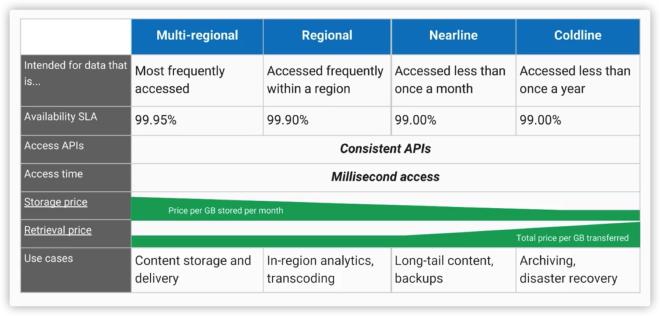 Multi-regional Regional Nearline Coldline
Intended for data that
is...
Most frequently
accessed
Accessed frequently
within a region
Accessed less than
once a month
Accessed less than
once a year
Availability SLA 99.95% 99.90% 99.00% 99.00%
Access APIs Consistent APIs
Access time Millisecond access
Storage price
Price per GB stored per month
Retrieval price
Total price per GB transferred
Use cases
Content storage and
delivery
In-region analytics,
transcoding
Long-tail content,
backups
Archiving,
disaster recovery